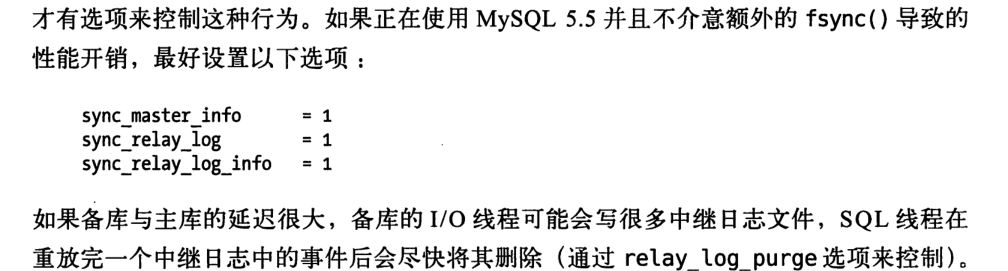 才有选项来控制这种行为。如果正在使用 MySQL 5.5 并且不介意额外的 fsync() 导致的
性能开销，最好设置以下选项：
sync_master_info = 1
sync_relay_log = 1
sync_relay_log_info = 1
如果备库与主库的延迟很大，备库的 I/O 线程可能会写很多中继日志文件，SQL 线程在
重放完一个中继日志中的事件后会尽快将其删除（通过 relay_log_purge 选项来控制）。